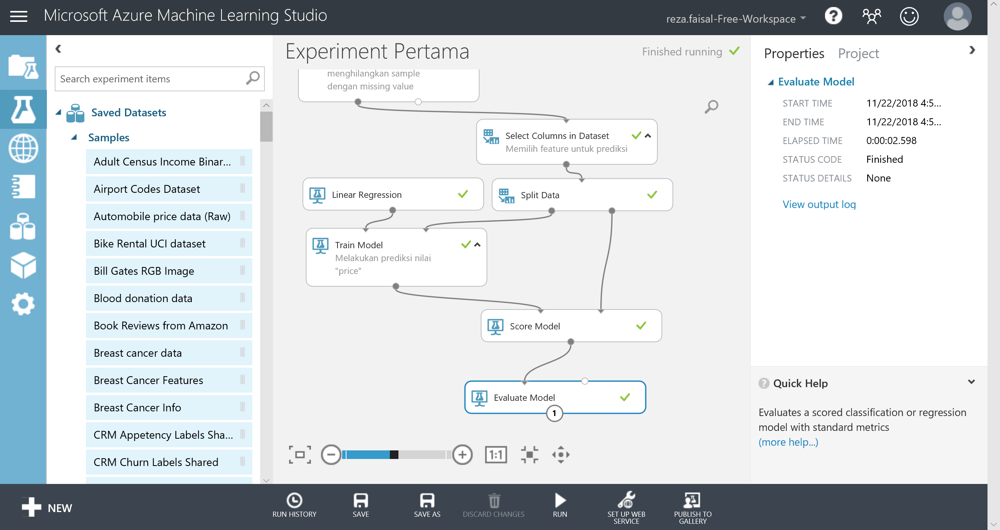 Microsoft Azure Machine Learning Studio
reza.faisal-Free-Workspace
?
Search experiment items
Saved Datasets
Samples
Adult Census Income Binar...
Airport Codes Dataset
Automobile price data (Raw)
Bike Rental UCI dataset
Bill Gates RGB Image
Blood donation data
Book Reviews from Amazon
Breast cancer data
Breast Cancer Features
Breast Cancer Info
CRM Appetency Labels Sha...
CRM Churn Labels Shared
Experiment Pertama
Finished running
menghilangkan sample
dengan missing value
Select Columns in Dataset
Memilih feature untuk prediksi
Linear Regression
Split Data
Train Model
Melakukan prediksi nilai
"price"
Score Model
Evaluate Model
1
1:1
Properties
Project
Evaluate Model
START TIME 11/22/2018 4:5...
END TIME 11/22/2018 4:5...
ELAPSED TIME 0:00:02.598
STATUS CODE Finished
STATUS DETAILS None
View output log
? Quick Help
Evaluates a scored classification or regression
model with standard metrics
(more help...)
NEW
RUN HISTORY
SAVE
SAVE AS
DISCARD CHANGES
RUN
SET UP WEB
SERVICE
PUBLISH TO
GALLERY